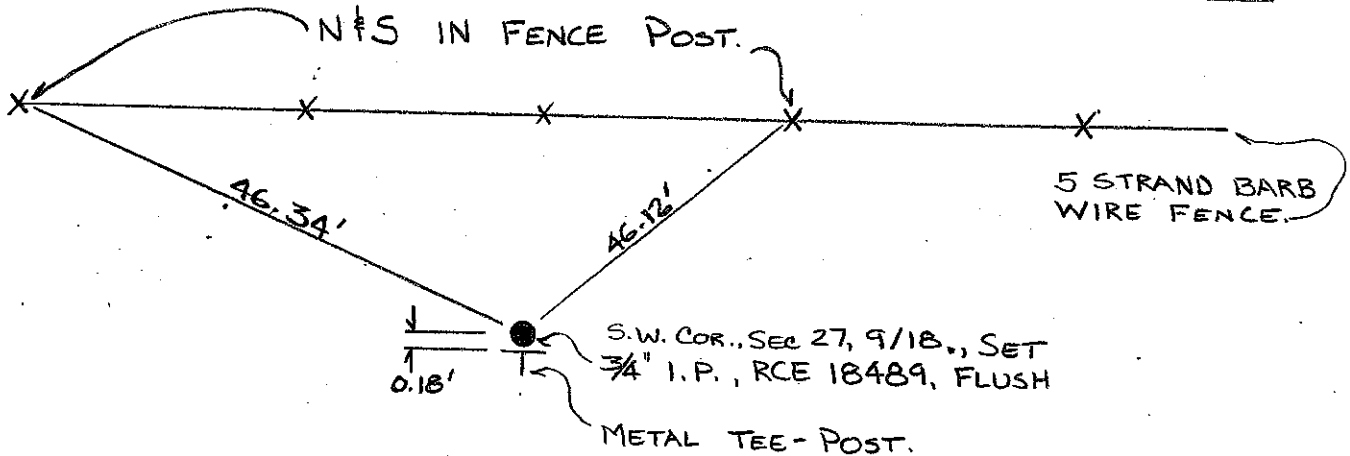 N&S IN FENCE POST.
5 STRAND BARB
WIRE FENCE.
46.34'
46.12'
S.W. COR., SEC 27, 9/18., SET
3/4" I.P., RCE 18489, FLUSH
0.18'
METAL TEE-POST.